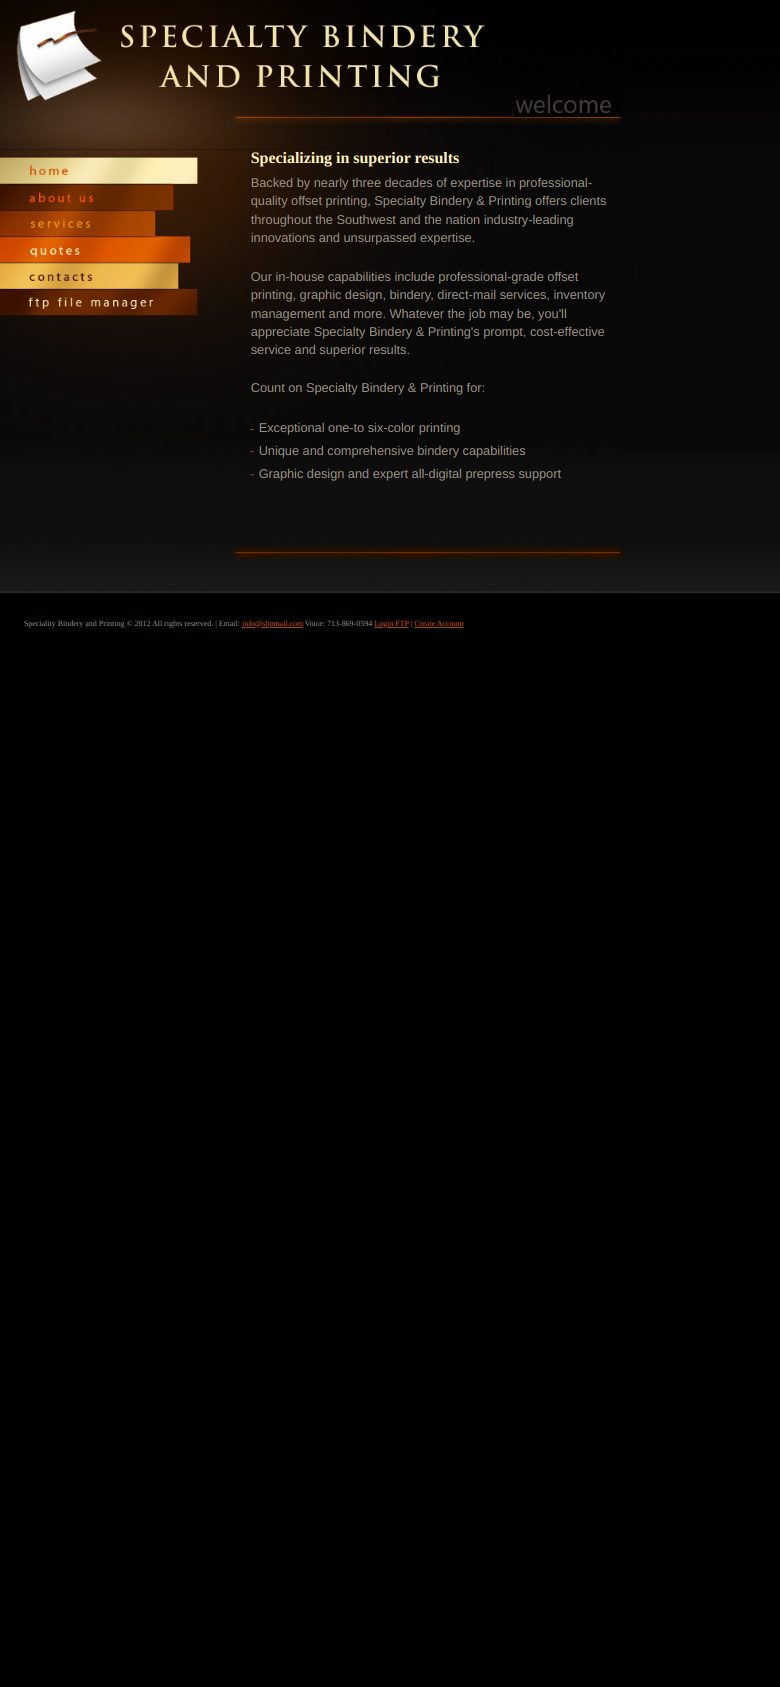 SPECIALTY BINDERY
AND PRINTING
welcome
home
about us
services
quotes
contacts
ftp file manager
Specializing in superior results
Backed by nearly three decades of expertise in professional-
quality offset printing, Specialty Bindery & Printing offers clients
throughout the Southwest and the nation industry-leading
innovations and unsurpassed expertise.
Our in-house capabilities include professional-grade offset
printing, graphic design, bindery, direct-mail services, inventory
management and more. Whatever the job may be, you'll
appreciate Specialty Bindery & Printing's prompt, cost-effective
service and superior results.
Count on Specialty Bindery & Printing for:
- Exceptional one-to six-color printing
- Unique and comprehensive bindery capabilities
- Graphic design and expert all-digital prepress support
Speciality Bindery and Printing © 2012 All rights reserved. | Email: info@sbpmail.com Voice: 713-869-0594 Login FTP | Create Account